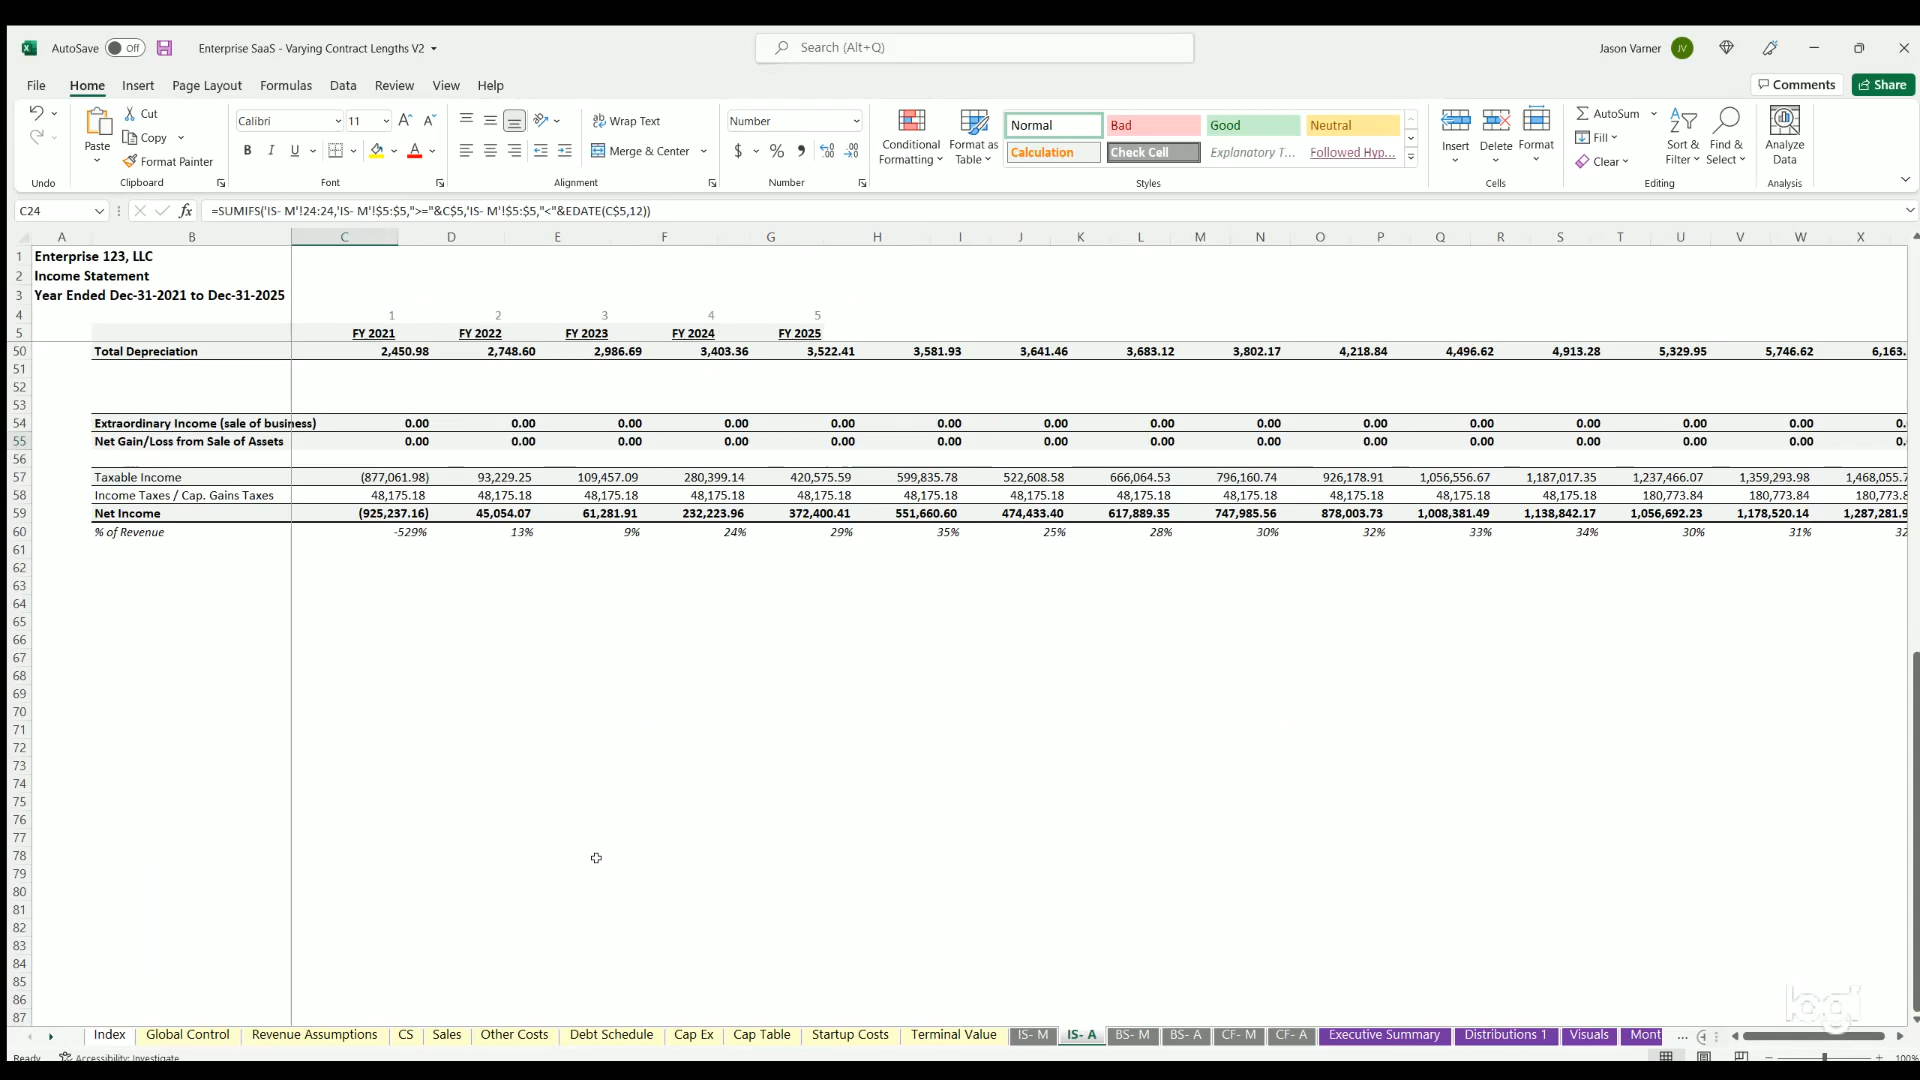 AutoSave Off Enterprise SaaS - Varying Contract Lengths V2 Search (Alt+Q) Jason Varner JV
File Home Insert Page Layout Formulas Data Review View Help Comments Share
Paste Cut Copy Format Painter Calibri 11 Wrap Text Merge & Center Number
B I U $ % 9
Conditional Formatting Format as Table Normal Bad Good Neutral
Calculation Check Cell Explanatory T... Followed Hyp...
Insert Delete Format AutoSum Fill Clear Sort & Filter Find & Select Analyze Data
Undo Clipboard Font Alignment Number Styles Cells Editing Analysis
C24 fx =SUMIFS('IS- M'!24:24,'IS- M'!$5:$5,">="&C$5,'IS- M'!$5:$5,"<"&EDATE(C$5,12))
A B C D E F G H I J K L M N O P Q R S T U V W X
1 Enterprise 123, LLC
2 Income Statement
3 Year Ended Dec-31-2021 to Dec-31-2025
4 1 2 3 4 5
5 FY 2021 FY 2022 FY 2023 FY 2024 FY 2025
50 Total Depreciation 2,450.98 2,748.60 2,986.69 3,403.36 3,522.41 3,581.93 3,641.46 3,683.12 3,802.17 4,218.84 4,496.62 4,913.28 5,329.95 5,746.62 6,163.
51
52
53
54 Extraordinary Income (sale of business) 0.00 0.00 0.00 0.00 0.00 0.00 0.00 0.00 0.00 0.00 0.00 0.00 0.00 0.00 0.
55 Net Gain/Loss from Sale of Assets 0.00 0.00 0.00 0.00 0.00 0.00 0.00 0.00 0.00 0.00 0.00 0.00 0.00 0.00 0.
56
57 Taxable Income (877,061.98) 93,229.25 109,457.09 280,399.14 420,575.59 599,835.78 522,608.58 666,064.53 796,160.74 926,178.91 1,056,556.67 1,187,017.35 1,237,466.07 1,359,293.98 1,468,055.7
58 Income Taxes / Cap. Gains Taxes 48,175.18 48,175.18 48,175.18 48,175.18 48,175.18 48,175.18 48,175.18 48,175.18 48,175.18 48,175.18 48,175.18 48,175.18 180,773.84 180,773.84 180,773.8
59 Net Income (925,237.16) 45,054.07 61,281.91 232,223.96 372,400.41 551,660.60 474,433.40 617,889.35 747,985.56 878,003.73 1,008,381.49 1,138,842.17 1,056,692.23 1,178,520.14 1,287,281.9
60 % of Revenue -529% 13% 9% 24% 29% 35% 25% 28% 30% 32% 33% 34% 30% 31% 32
61
62
63
64
65
66
67
68
69
70
71
72
73
74
75
76
77
78
79
80
81
82
83
84
85
86
87
logi
Index Global Control Revenue Assumptions CS Sales Other Costs Debt Schedule Cap Ex Cap Table Startup Costs Terminal Value IS- M IS- A BS- M BS- A CF- M CF- A Executive Summary Distributions 1 Visuals Mont ...
Ready Accessibility: Investigate 100%